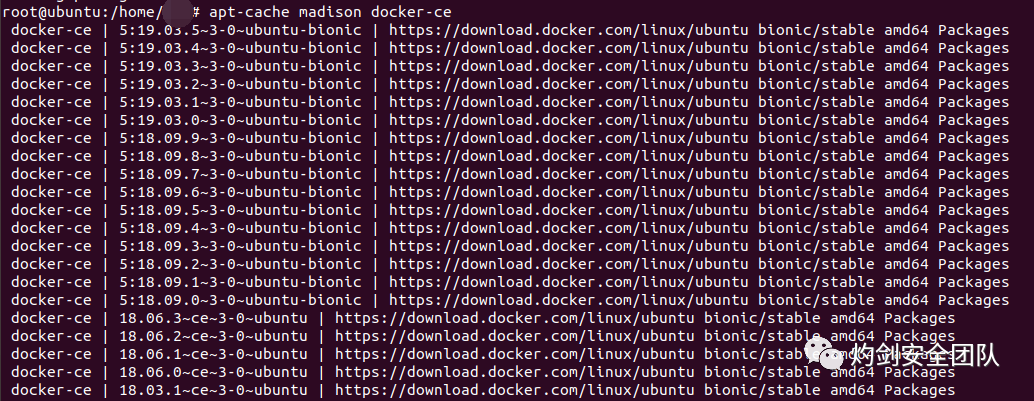 root@ubuntu:/home/ # apt-cache madison docker-ce
docker-ce | 5:19.03.5~3-0~ubuntu-bionic | https://download.docker.com/linux/ubuntu bionic/stable amd64 Packages
docker-ce | 5:19.03.4~3-0~ubuntu-bionic | https://download.docker.com/linux/ubuntu bionic/stable amd64 Packages
docker-ce | 5:19.03.3~3-0~ubuntu-bionic | https://download.docker.com/linux/ubuntu bionic/stable amd64 Packages
docker-ce | 5:19.03.2~3-0~ubuntu-bionic | https://download.docker.com/linux/ubuntu bionic/stable amd64 Packages
docker-ce | 5:19.03.1~3-0~ubuntu-bionic | https://download.docker.com/linux/ubuntu bionic/stable amd64 Packages
docker-ce | 5:19.03.0~3-0~ubuntu-bionic | https://download.docker.com/linux/ubuntu bionic/stable amd64 Packages
docker-ce | 5:18.09.9~3-0~ubuntu-bionic | https://download.docker.com/linux/ubuntu bionic/stable amd64 Packages
docker-ce | 5:18.09.8~3-0~ubuntu-bionic | https://download.docker.com/linux/ubuntu bionic/stable amd64 Packages
docker-ce | 5:18.09.7~3-0~ubuntu-bionic | https://download.docker.com/linux/ubuntu bionic/stable amd64 Packages
docker-ce | 5:18.09.6~3-0~ubuntu-bionic | https://download.docker.com/linux/ubuntu bionic/stable amd64 Packages
docker-ce | 5:18.09.5~3-0~ubuntu-bionic | https://download.docker.com/linux/ubuntu bionic/stable amd64 Packages
docker-ce | 5:18.09.4~3-0~ubuntu-bionic | https://download.docker.com/linux/ubuntu bionic/stable amd64 Packages
docker-ce | 5:18.09.3~3-0~ubuntu-bionic | https://download.docker.com/linux/ubuntu bionic/stable amd64 Packages
docker-ce | 5:18.09.2~3-0~ubuntu-bionic | https://download.docker.com/linux/ubuntu bionic/stable amd64 Packages
docker-ce | 5:18.09.1~3-0~ubuntu-bionic | https://download.docker.com/linux/ubuntu bionic/stable amd64 Packages
docker-ce | 5:18.09.0~3-0~ubuntu-bionic | https://download.docker.com/linux/ubuntu bionic/stable amd64 Packages
docker-ce | 18.06.3~ce~3-0~ubuntu | https://download.docker.com/linux/ubuntu bionic/stable amd64 Packages
docker-ce | 18.06.2~ce~3-0~ubuntu | https://download.docker.com/linux/ubuntu bionic/stable amd64 Packages
docker-ce | 18.06.1~ce~3-0~ubuntu | https://download.docker.com/linux/ubuntu bionic/stable amd64 Packages
docker-ce | 18.06.0~ce~3-0~ubuntu | https://download.docker.com/linux/ubuntu bionic/stable amd64 Packages
docker-ce | 18.03.1~ce~3-0~ubuntu | https://download.docker.com/linux/ubuntu bionic/stable amd64 Packages
灼剑安全团队